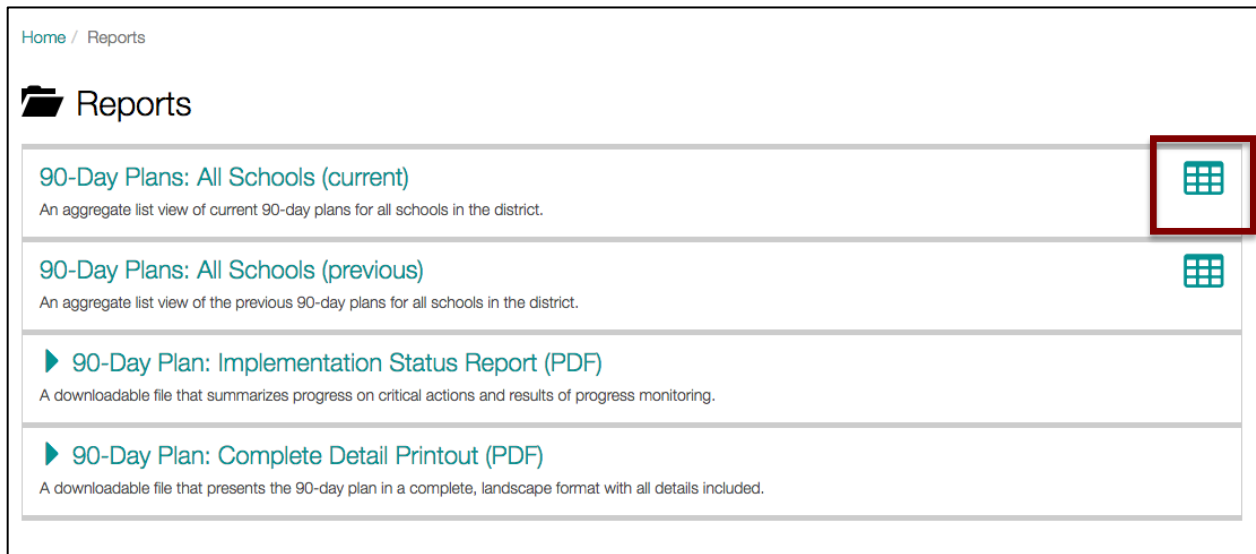 Home / Reports
Reports
90-Day Plans: All Schools (current)
An aggregate list view of current 90-day plans for all schools in the district.
90-Day Plans: All Schools (previous)
An aggregate list view of the previous 90-day plans for all schools in the district.
90-Day Plan: Implementation Status Report (PDF)
A downloadable file that summarizes progress on critical actions and results of progress monitoring.
90-Day Plan: Complete Detail Printout (PDF)
A downloadable file that presents the 90-day plan in a complete, landscape format with all details included.